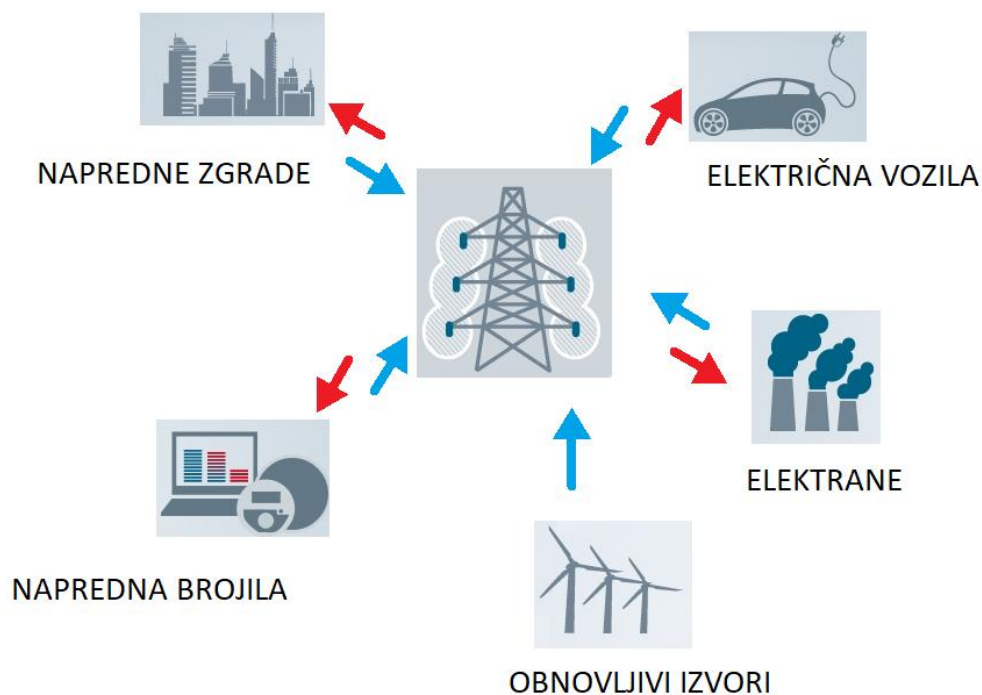 NAPREDNE ZGRADE
ELEKTRIČNA VOZILA
ELEKTRANE
NAPREDNA BROJILA
OBNOVLJIVI IZVORI